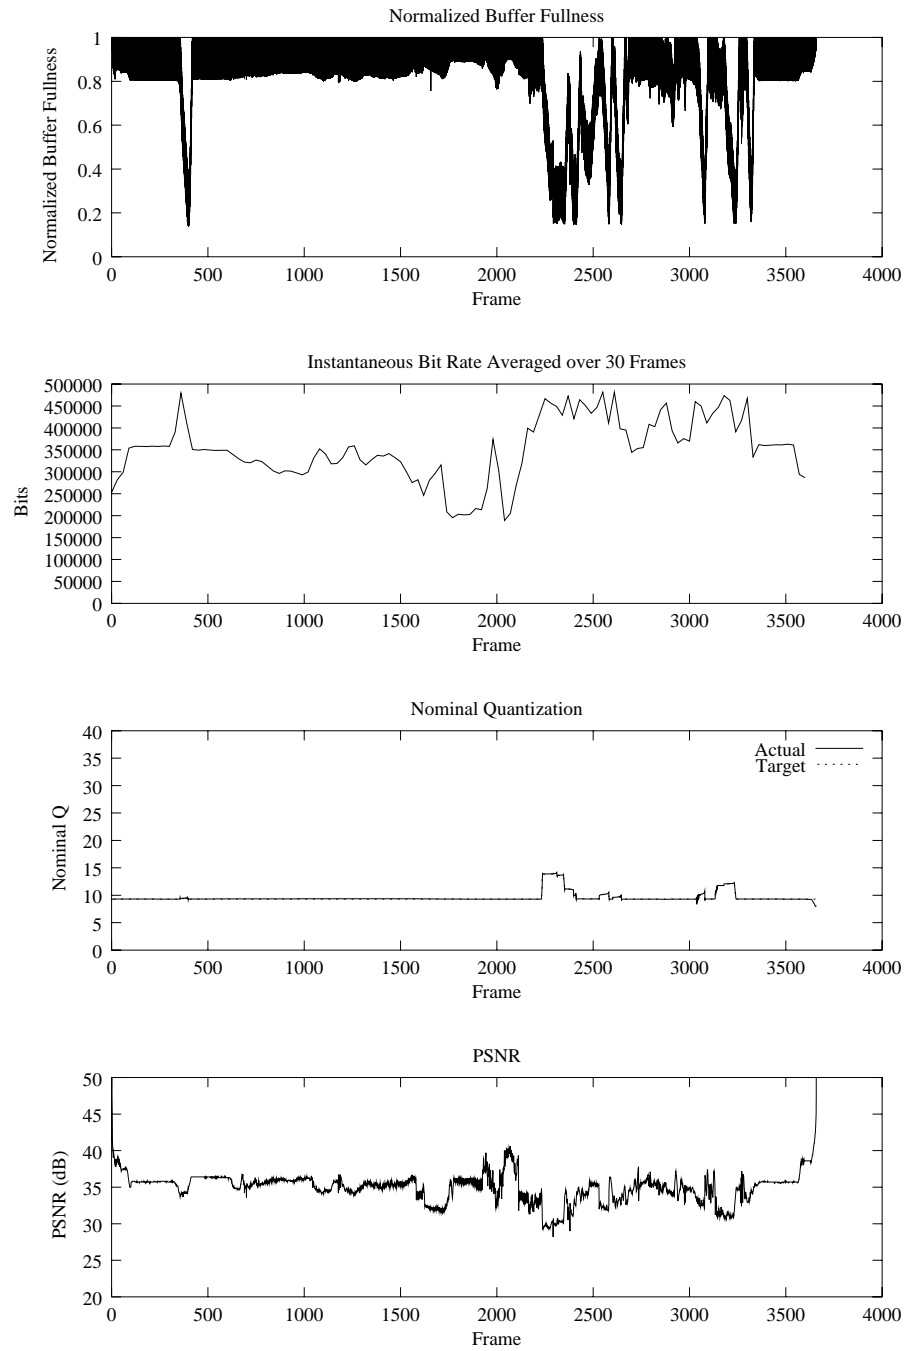 Normalized Buffer Fullness
Normalized Buffer Fullness
1
0.8
0.6
0.4
0.2
0
0 500 1000 1500 2000 2500 3000 3500 4000
Frame
Instantaneous Bit Rate Averaged over 30 Frames
Bits
500000
450000
400000
350000
300000
250000
200000
150000
100000
50000
0
0 500 1000 1500 2000 2500 3000 3500 4000
Frame
Nominal Quantization
Nominal Q
40
35
30
25
20
15
10
5
0
Actual
Target
0 500 1000 1500 2000 2500 3000 3500 4000
Frame
PSNR
PSNR (dB)
50
45
40
35
30
25
20
0 500 1000 1500 2000 2500 3000 3500 4000
Frame